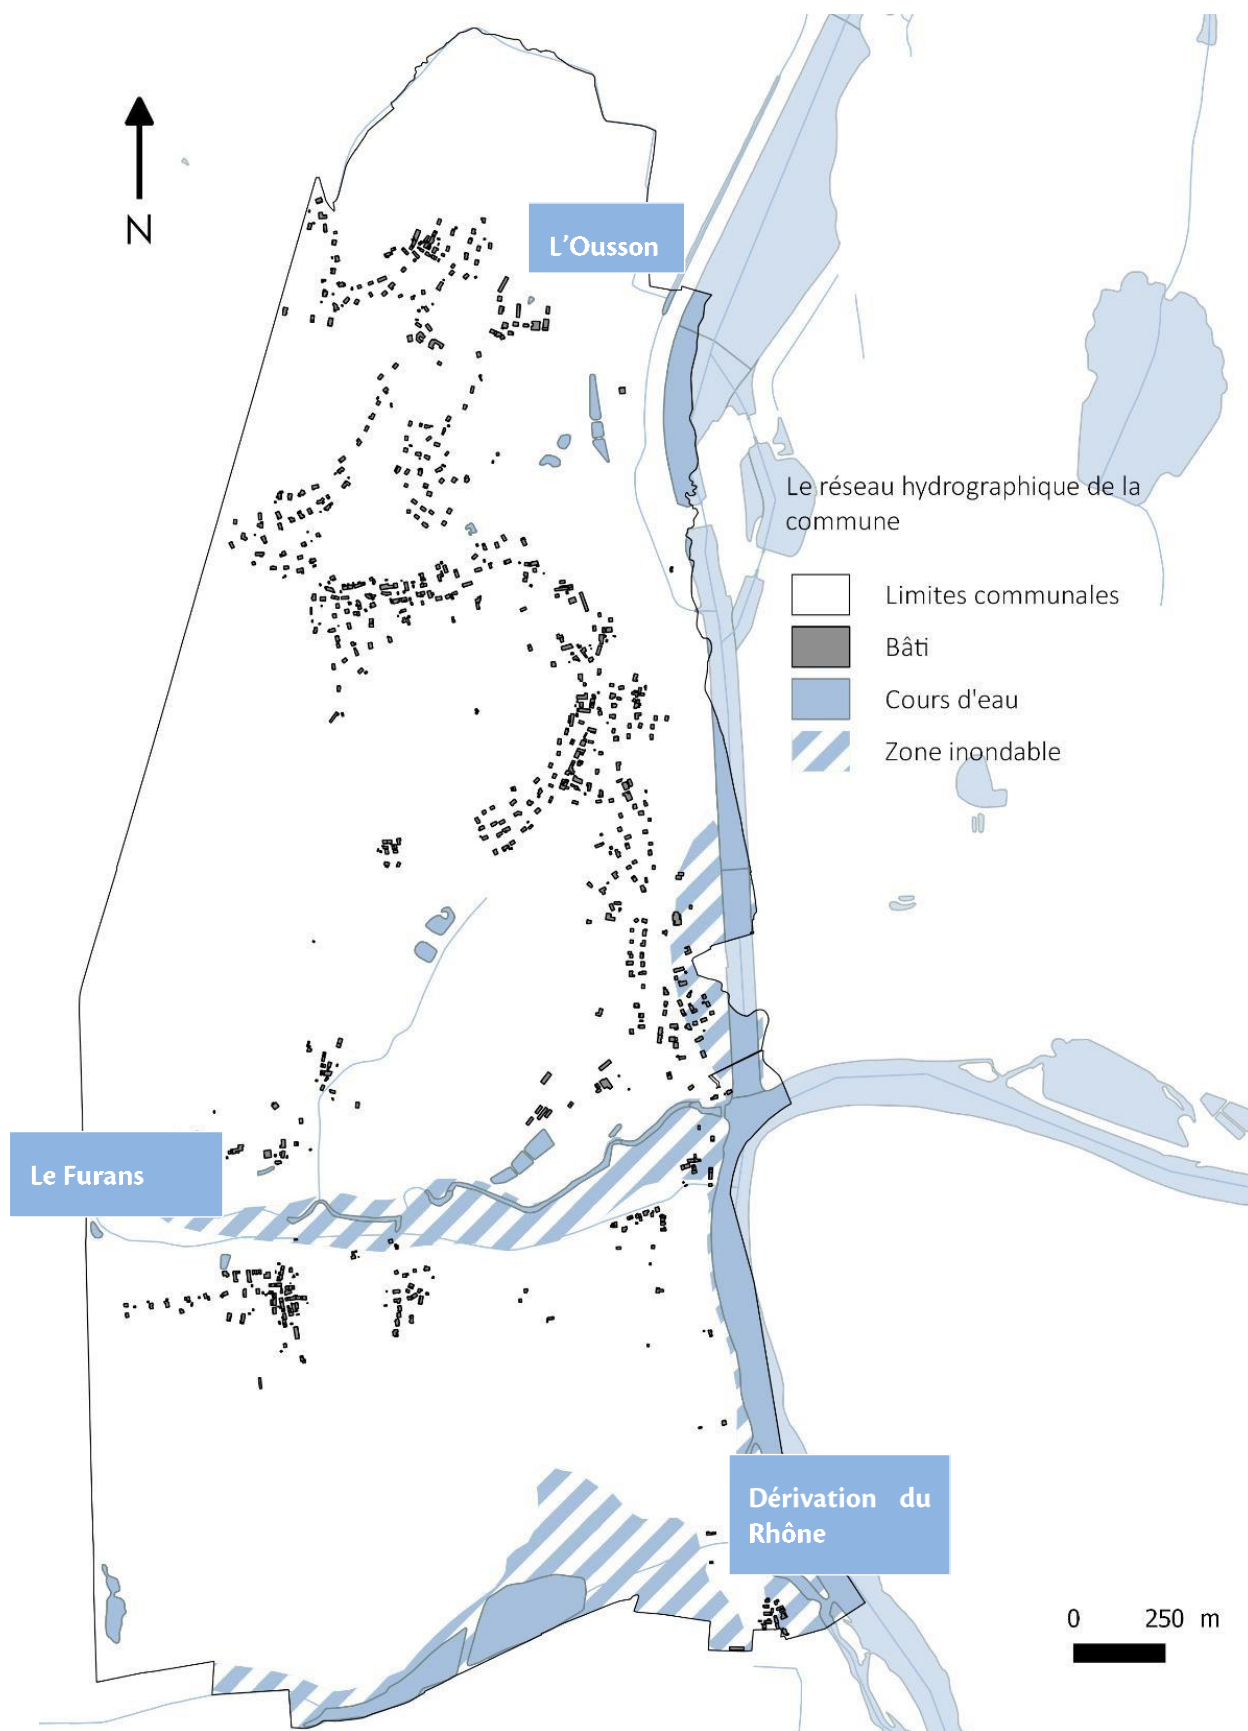 N
L'Ousson
Le réseau hydrographique de la
commune
Limites communales
Bâti
Cours d'eau
Zone inondable
Le Furans
Dérivation du
Rhône
0 250 m